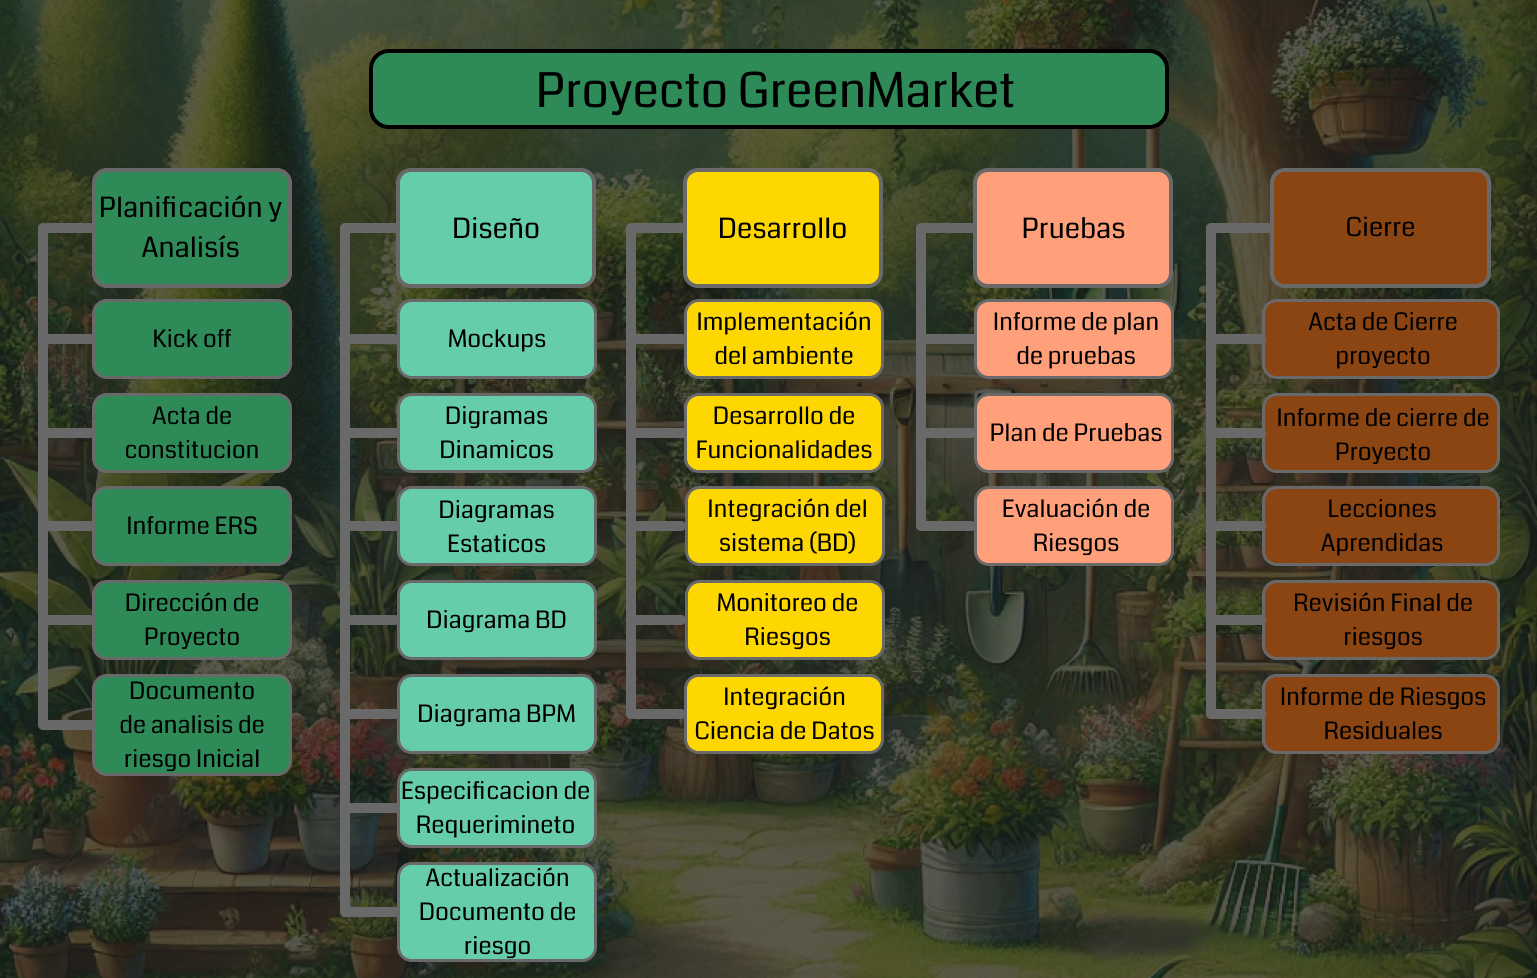 Proyecto GreenMarket
Planificación y
Analisís
Kick off
Acta de
constitucion
Informe ERS
Dirección de
Proyecto
Documento
de analisis de
riesgo Inicial
Diseño
Mockups
Digramas
Dinamicos
Diagramas
Estaticos
Diagrama BD
Diagrama BPM
Especificacion de
Requerimineto
Actualización
Documento de
riesgo
Desarrollo
Implementación
del ambiente
Desarrollo de
Funcionalidades
Integración del
sistema (BD)
Monitoreo de
Riesgos
Integración
Ciencia de Datos
Pruebas
Informe de plan
de pruebas
Plan de Pruebas
Evaluación de
Riesgos
Cierre
Acta de Cierre
proyecto
Informe de cierre de
Proyecto
Lecciones
Aprendidas
Revisión Final de
riesgos
Informe de Riesgos
Residuales